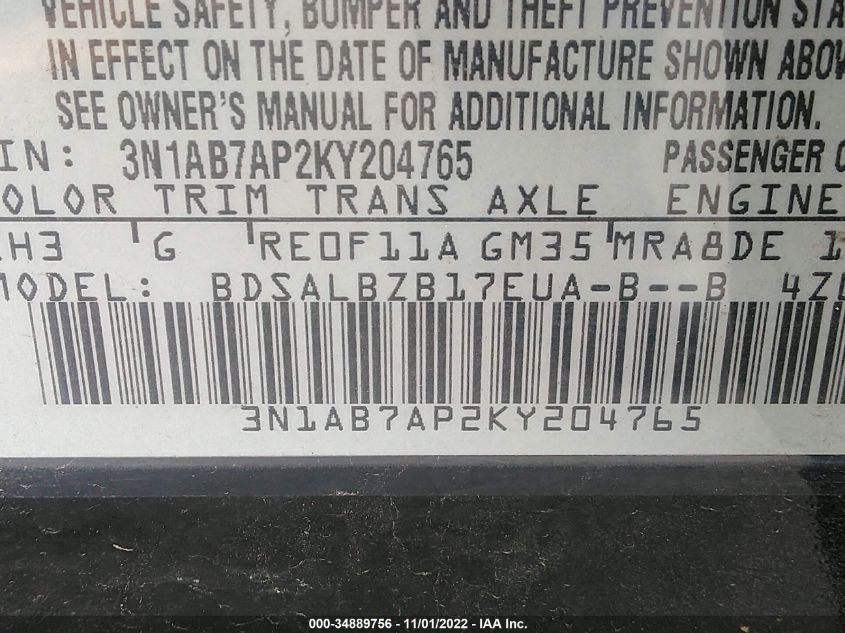 VEHICLE SAFETY, BUMPER AND THEFT PREVENTION STA
IN EFFECT ON THE DATE OF MANUFACTURE SHOWN ABOV
SEE OWNER'S MANUAL FOR ADDITIONAL INFORMATION.
IN: 3N1AB7AP2KY204765 PASSENGER C
OLOR TRIM TRANS AXLE ENGINE
H3 G RE0F11A GM35 MRA8DE 1
MODEL: BDSALBZB17EUA-B--B 4Z
3N1AB7AP2KY204765
000-34889756 - 11/01/2022 - IAA Inc.